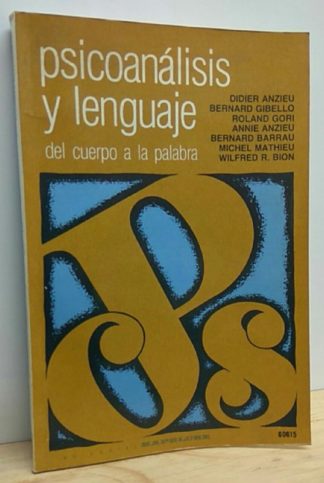 psicoanálisis
y lenguaje
del cuerpo a la palabra
DIDIER ANZIEU
BERNARD GIBELLO
ROLAND GORI
ANNIE ANZIEU
BERNARD BARRAU
MICHEL MATHIEU
WILFRED R. BION
Ps
60615